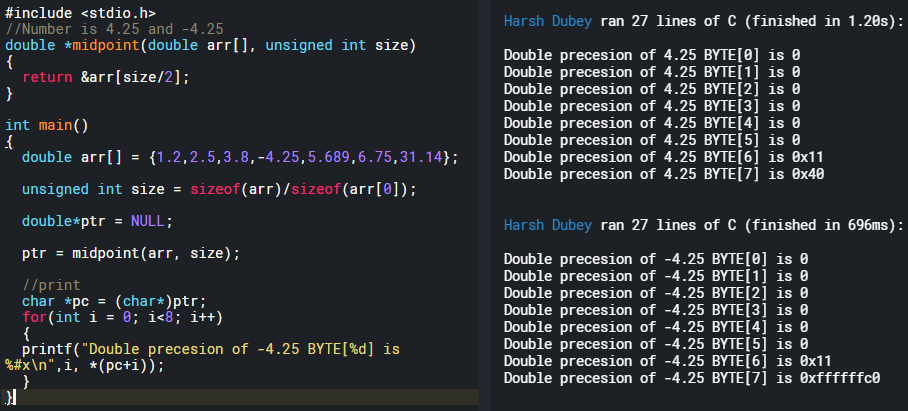 #include <stdio.h>
//Number is 4.25 and -4.25
double *midpoint(double arr[], unsigned int size)
{
  return &arr[size/2];
}

int main()
{
  double arr[] = {1.2,2.5,3.8,-4.25,5.689,6.75,31.14};

  unsigned int size = sizeof(arr)/sizeof(arr[0]);

  double*ptr = NULL;

  ptr = midpoint(arr, size);

  //print
  char *pc = (char*)ptr;
  for(int i = 0; i<8; i++)
  {
  printf("Double precesion of -4.25 BYTE[%d] is
%#x\n",i, *(pc+i));
  }
}
Harsh Dubey ran 27 lines of C (finished in 1.20s):

Double precesion of 4.25 BYTE[0] is 0
Double precesion of 4.25 BYTE[1] is 0
Double precesion of 4.25 BYTE[2] is 0
Double precesion of 4.25 BYTE[3] is 0
Double precesion of 4.25 BYTE[4] is 0
Double precesion of 4.25 BYTE[5] is 0
Double precesion of 4.25 BYTE[6] is 0x11
Double precesion of 4.25 BYTE[7] is 0x40

Harsh Dubey ran 27 lines of C (finished in 696ms):

Double precesion of -4.25 BYTE[0] is 0
Double precesion of -4.25 BYTE[1] is 0
Double precesion of -4.25 BYTE[2] is 0
Double precesion of -4.25 BYTE[3] is 0
Double precesion of -4.25 BYTE[4] is 0
Double precesion of -4.25 BYTE[5] is 0
Double precesion of -4.25 BYTE[6] is 0x11
Double precesion of -4.25 BYTE[7] is 0xffffffc0